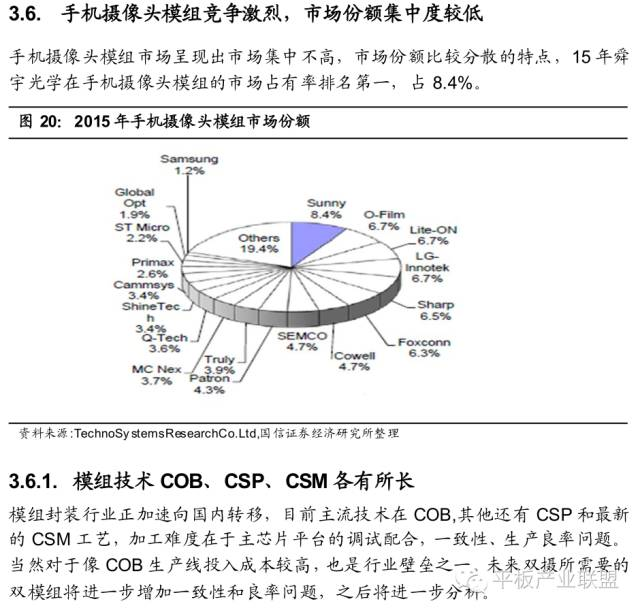 3.6. 手机摄像头模组竞争激烈，市场份额集中度较低
手机摄像头模组市场呈现出市场集中不高，市场份额比较分散的特点，15 年舜
宇光学在手机摄像头模组的市场占有率排名第一，占 8.4%。
图 20： 2015 年手机摄像头模组市场份额
Samsung
1.2%
Global
Opt
1.9%
ST Micro
2.2%
Primax
2.6%
Cammsys
3.4%
ShineTec
h
3.4%
Q-Tech
3.6%
MC Nex
3.7%
Truly
3.9%
Patron
4.3%
SEMCO
4.7%
Cowell
4.7%
Foxconn
6.3%
Sharp
6.5%
LG-
Innotek
6.7%
Lite-ON
6.7%
O-Film
6.7%
Sunny
8.4%
Others
19.4%
资料来源:TechnoSystemsResearchCo.Ltd,国信证券经济研究所整理
3.6.1. 模组技术 COB、CSP、CSM 各有所长
模组封装行业正加速向国内转移，目前主流技术在 COB,其他还有 CSP 和最新
的 CSM 工艺，加工难度在于主芯片平台的调试配合，一致性、生产良率问题。
当然对于像 COB 生产线投入成本较高，也是行业壁垒之一，未来双摄所需要的
双模组将进一步增加一致性和良率问题，之后将进一步分析。
平板产业联盟